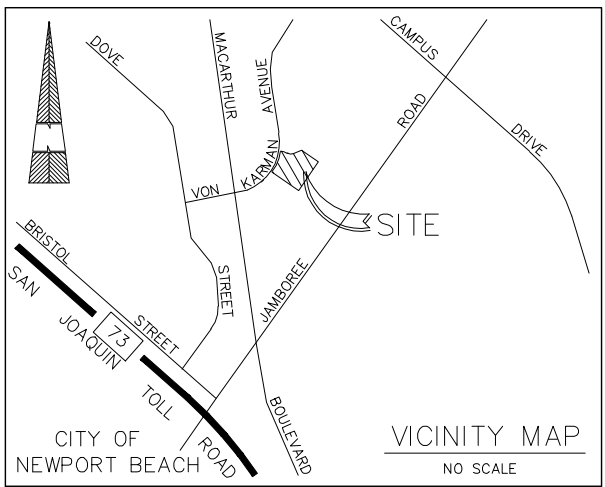 DOVE
STREET
MACARTHUR
BOULEVARD
VON
KARMAN
AVENUE
CAMPUS
DRIVE
JAMBOREE
ROAD
SITE
BRISTOL
STREET
SAN
JOAQUIN
TOLL
ROAD
73
CITY OF
NEWPORT BEACH
VICINITY MAP
NO SCALE